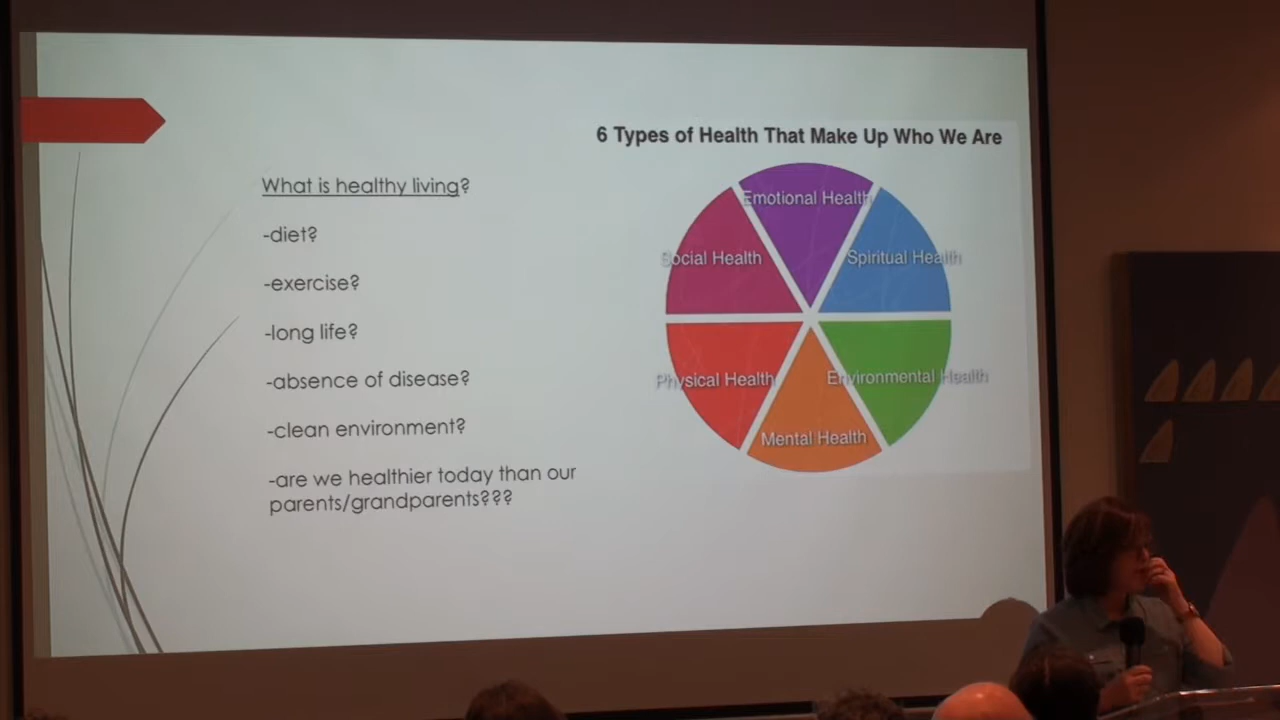 What is healthy living?
-diet?
-exercise?
-long life?
-absence of disease?
-clean environment?
-are we healthier today than our
parents/grandparents???
6 Types of Health That Make Up Who We Are
Emotional Health
Social Health
Spiritual Health
Physical Health
Environmental Health
Mental Health